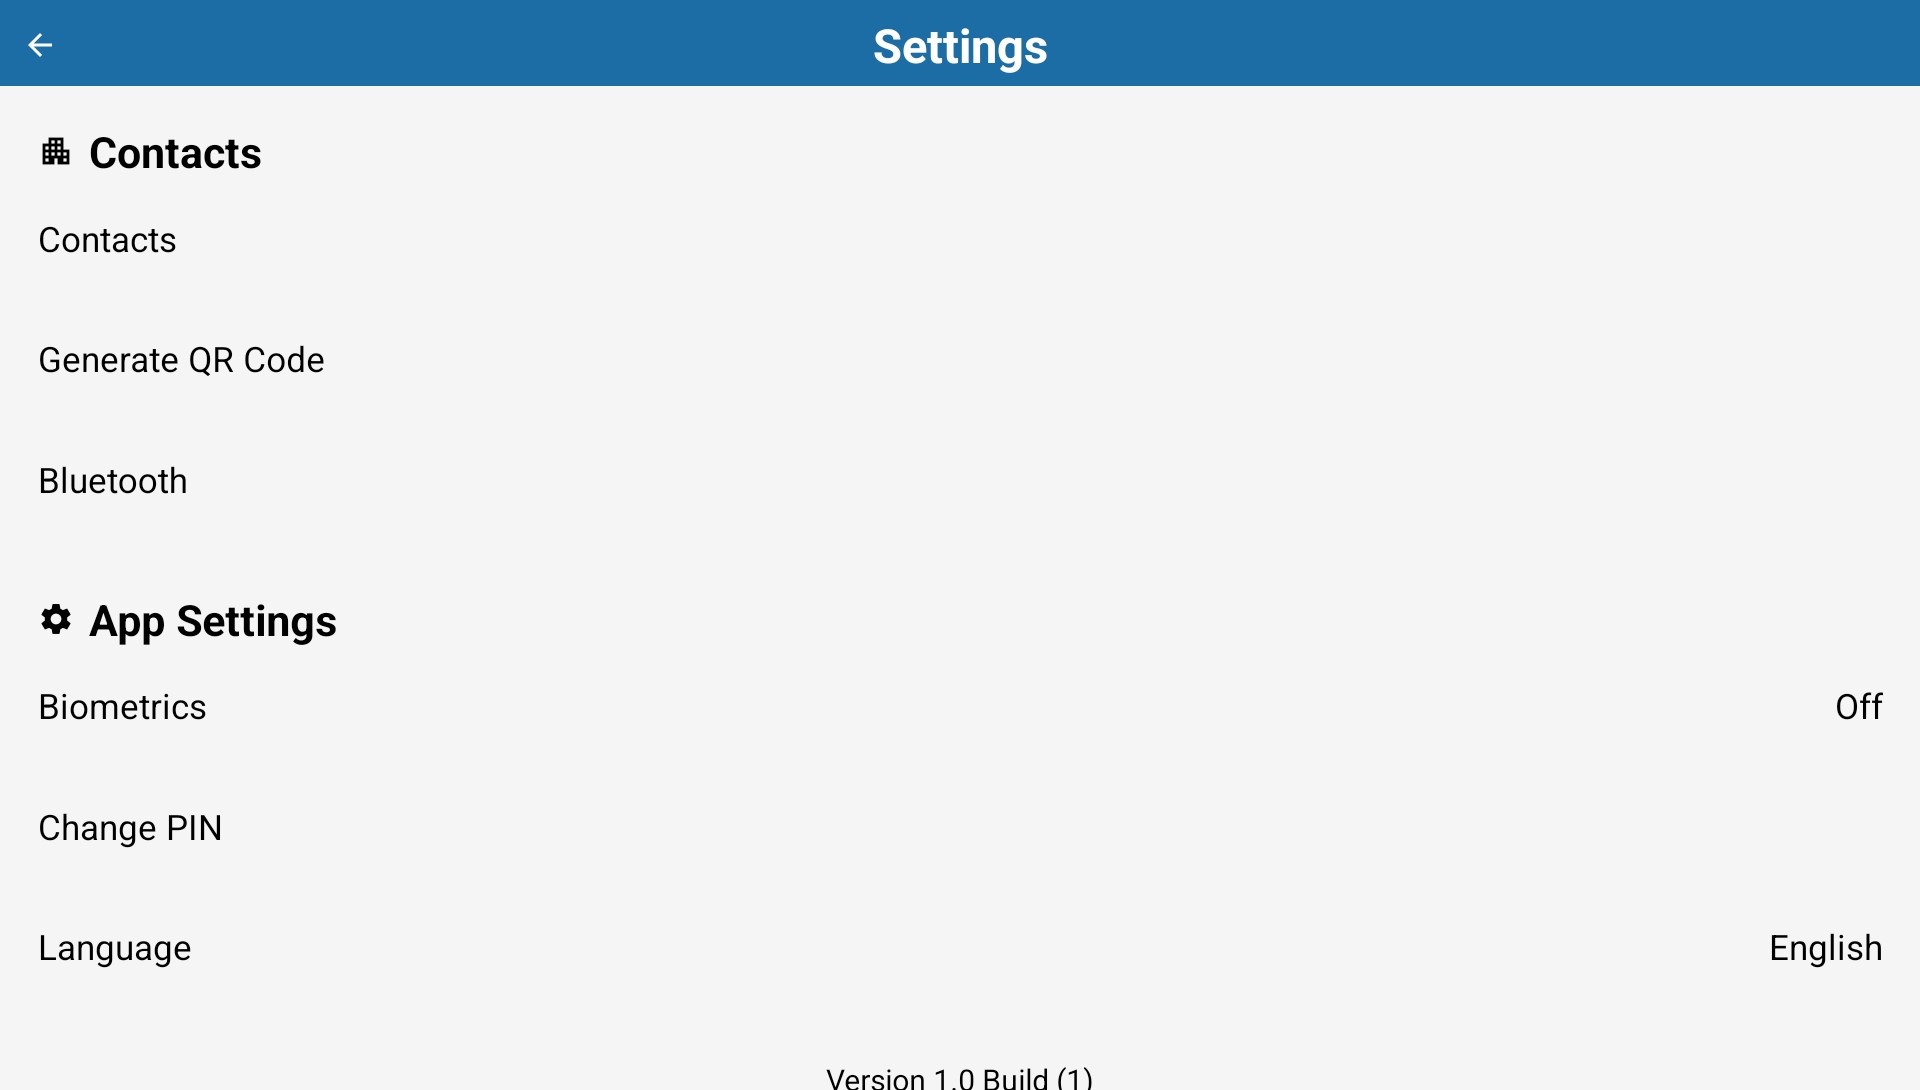 Settings
Contacts
Contacts
Generate QR Code
Bluetooth
App Settings
Biometrics Off
Change PIN
Language English
Version 1.0 Build (1)